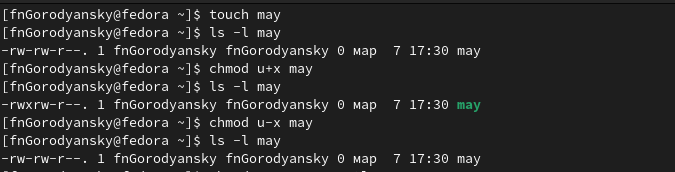 [fnGorodyansky@fedora ~]$ touch may
[fnGorodyansky@fedora ~]$ ls -l may
-rw-rw-r--. 1 fnGorodyansky fnGorodyansky 0 мар  7 17:30 may
[fnGorodyansky@fedora ~]$ chmod u+x may
[fnGorodyansky@fedora ~]$ ls -l may
-rwxrw-r--. 1 fnGorodyansky fnGorodyansky 0 мар  7 17:30 may
[fnGorodyansky@fedora ~]$ chmod u-x may
[fnGorodyansky@fedora ~]$ ls -l may
-rw-rw-r--. 1 fnGorodyansky fnGorodyansky 0 мар  7 17:30 may